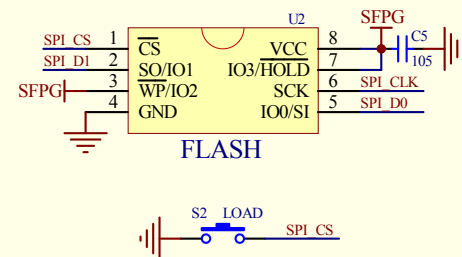 U2
SFPG
SPI_CS 1 CS VCC 8 C5
SPI_D1 2 SO/IO1 IO3/HOLD 7 105
SFPG 3 WP/IO2 SCK 6 SPI_CLK
4 GND IO0/SI 5 SPI_D0
FLASH
S2 LOAD SPI_CS